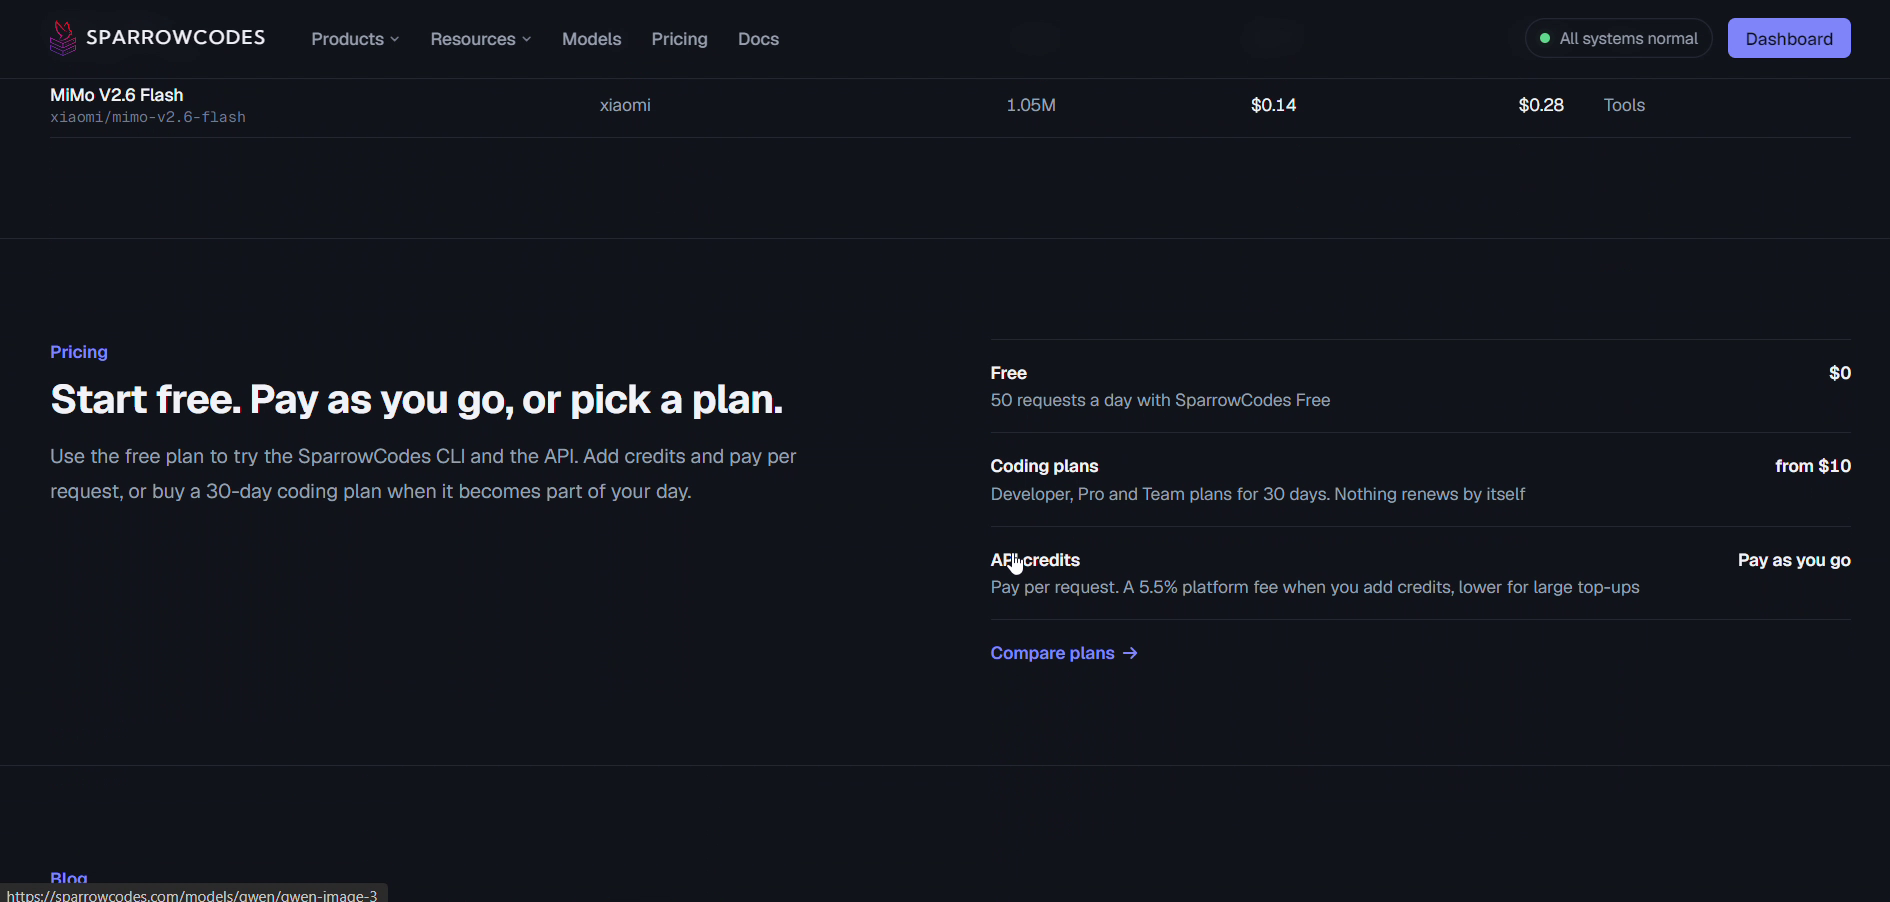 SPARROWCODES
Products
Resources
Models
Pricing
Docs
All systems normal
Dashboard
MiMo V2.6 Flash
xiaomi/mimo-v2.6-flash
xiaomi
1.05M
$0.14
$0.28
Tools
Pricing
Start free. Pay as you go, or pick a plan.
Use the free plan to try the SparrowCodes CLI and the API. Add credits and pay per
request, or buy a 30-day coding plan when it becomes part of your day.
Free
$0
50 requests a day with SparrowCodes Free
Coding plans
from $10
Developer, Pro and Team plans for 30 days. Nothing renews by itself
API credits
Pay as you go
Pay per request. A 5.5% platform fee when you add credits, lower for large top-ups
Compare plans →
Blog
https://sparrowcodes.com/models/qwen/qwen-image-3